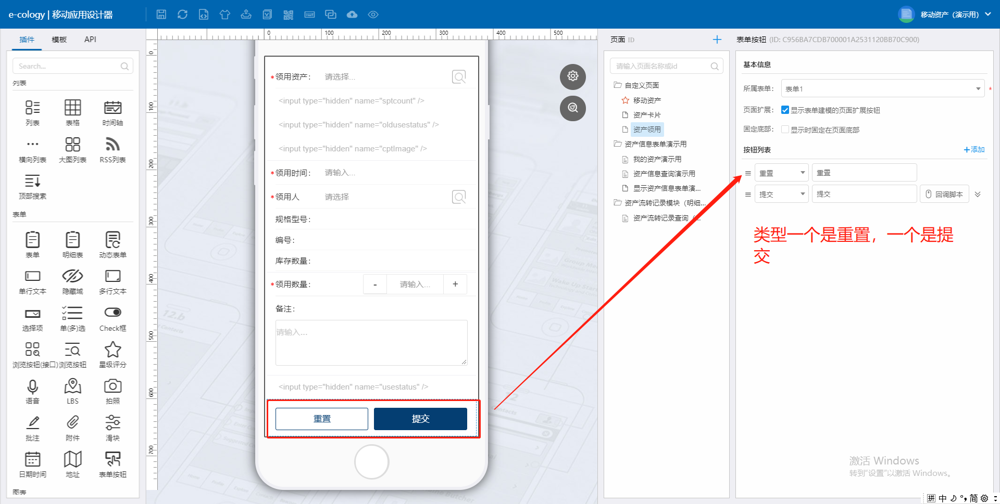 e-cology | 移动应用设计器
移动资产（演示用）
插件
模板
API
Search...
列表
列表
表格
时间轴
横向列表
大图列表
RSS列表
顶部搜索
表单
表单
明细表
动态表单
单行文本
隐藏域
多行文本
选择项
单(多)选
Check框
浏览按钮(接口)
浏览按钮
星级评分
语音
LBS
拍照
批注
附件
滑块
日期时间
地址
表单按钮
图表
0
100
200
300
400
500
0
100
200
300
400
500
600
700
*领用资产：
请选择...
<input type="hidden" name="sptcount" />
<input type="hidden" name="oldusestatus" />
<input type="hidden" name="cptImage" />
*领用时间：
请输入...
*领用人
请选择
规格型号：
编号：
库存数量：
*领用数量：
-
请输入...
+
备注：
请输入...
<input type="hidden" name="usestatus" />
重置
提交
页面 ID
请输入页面名称或id
自定义页面
移动资产
资产卡片
资产领用
资产信息表单演示用
我的资产演示用
资产信息查询演示用
显示资产信息表单演...
资产流转记录模块（明细...
资产流转记录查询（...
表单按钮 (ID: C956BA7CDB700001A2531120BB70C900)
基本信息
所属表单：
表单1
*
页面扩展：
显示表单建模的页面扩展按钮
固定底部：
显示时固定在页面底部
按钮列表
+添加
重置
重置
提交
提交
回调脚本
类型一个是重置，一个是提
交
激活 Windows
转到"设置"以激活 Windows。
拼 中 简